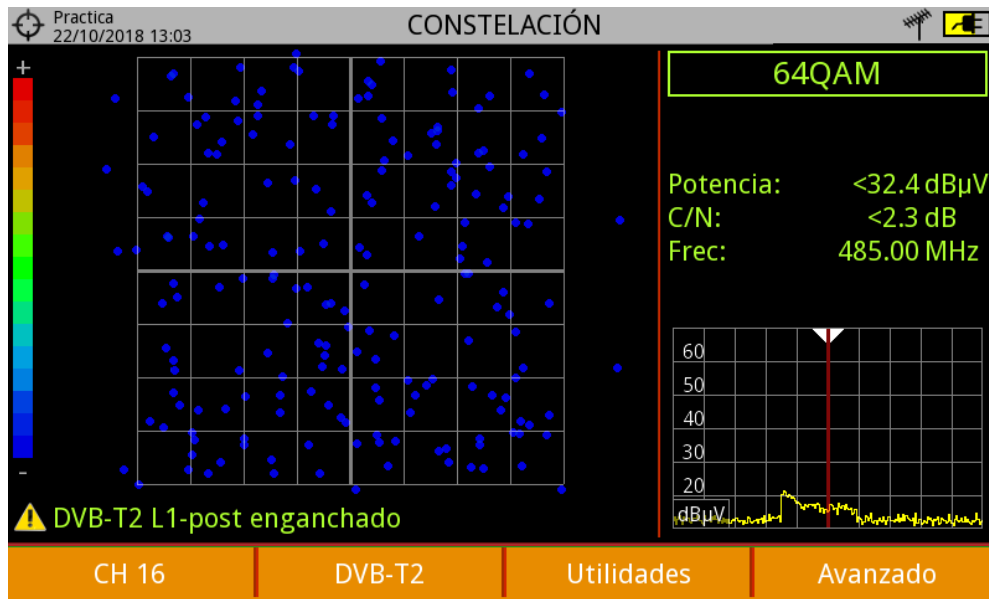 Practica
22/10/2018 13:03
CONSTELACIÓN
+
-
64QAM
Potencia: <32.4 dBµV
C/N: <2.3 dB
Frec: 485.00 MHz
60
50
40
30
20
dBµV
DVB-T2 L1-post enganchado
CH 16
DVB-T2
Utilidades
Avanzado